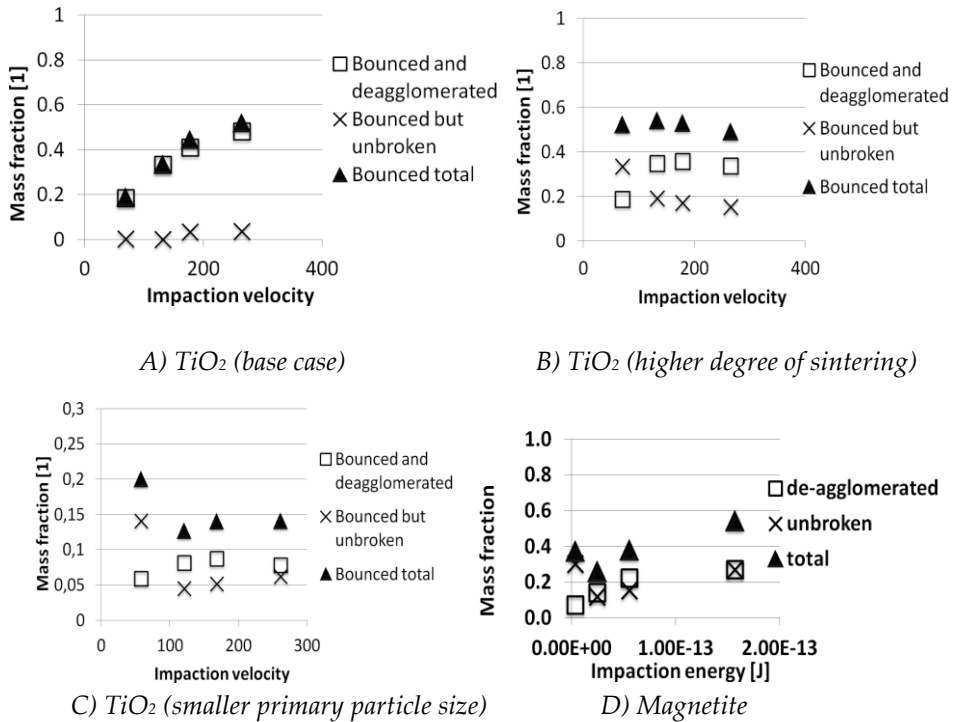 1
0.8
0.6
0.4
0.2
0
0
200
400
Mass fraction [1]
Impaction velocity
Bounced and
deagglomerated
Bounced but
unbroken
Bounced total
A) TiO2 (base case)
1
0.8
0.6
0.4
0.2
0
0
200
400
Mass fraction [1]
Impaction velocity
Bounced and
deagglomerated
Bounced but
unbroken
Bounced total
B) TiO2 (higher degree of sintering)
0,3
0,25
0,2
0,15
0,1
0,05
0
0
100
200
300
Mass fraction [1]
Impaction velocity
Bounced and
deagglomerated
Bounced but
unbroken
Bounced total
C) TiO2 (smaller primary particle size)
1.0
0.8
0.6
0.4
0.2
0.0
0.00E+00
1.00E-13
2.00E-13
Mass fraction
Impaction energy [J]
de-agglomerated
unbroken
total
D) Magnetite